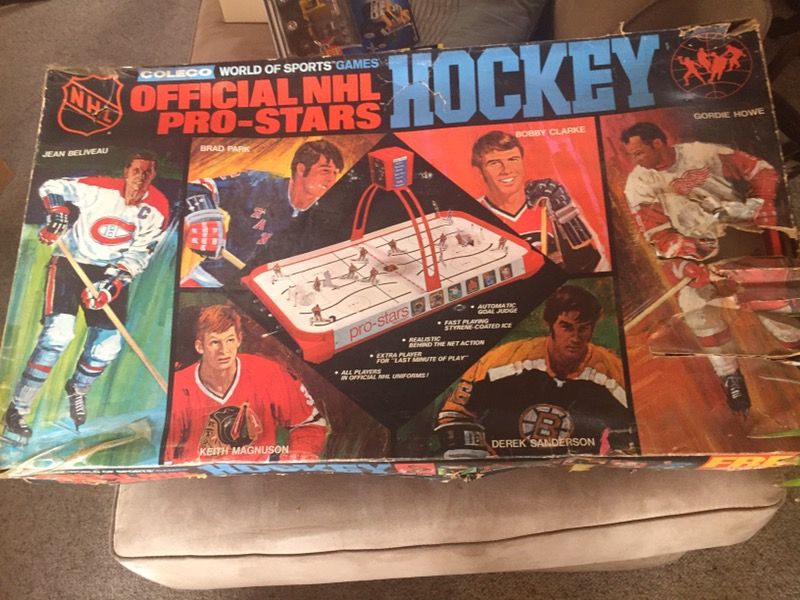 COLECO WORLD OF SPORTS GAMES
NHL
OFFICIAL NHL
PRO-STARS
HOCKEY
JEAN BELIVEAU
BRAD PARK
BOBBY CLARKE
GORDIE HOWE
C
pro-stars
• AUTOMATIC
GOAL JUDGE
• FAST PLAYING
STYRENE-COATED ICE
• REALISTIC
BEHIND THE NET ACTION
• EXTRA PLAYER
FOR "LAST MINUTE OF PLAY"
• ALL PLAYERS
IN OFFICIAL NHL UNIFORMS!
KEITH MAGNUSON
B
DEREK SANDERSON
HOCKEY